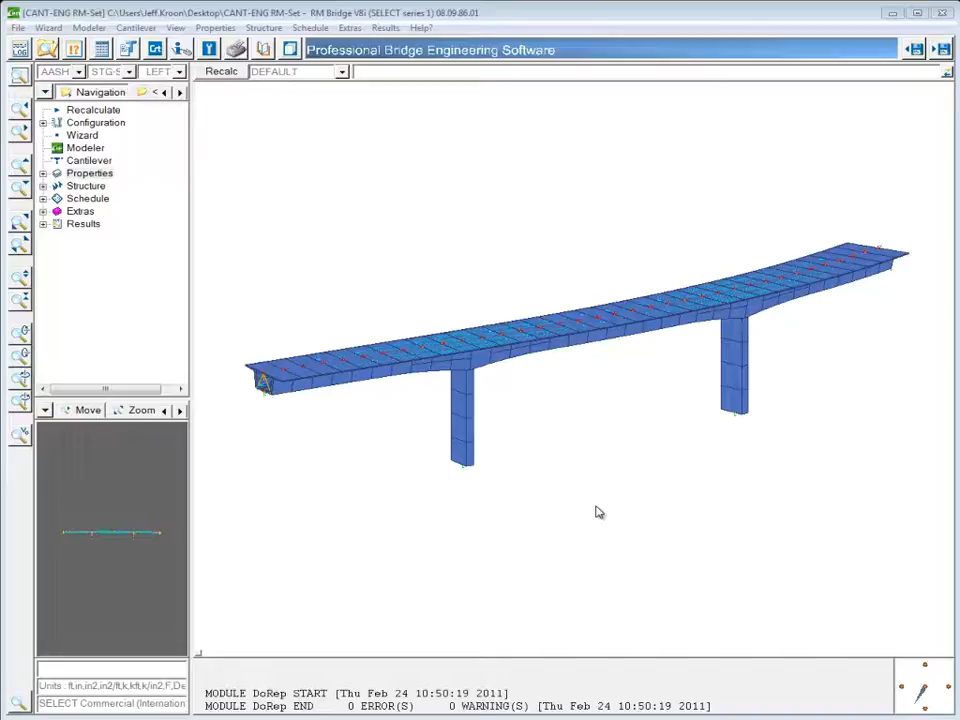 [CANT-ENG RM-Set] C:\Users\Jeff.Kroon\Desktop\CANT-ENG RM-Set - RM Bridge V8i (SELECT series 1) 08.09.86.01
File Wizard Modeler Cantilever View Properties Structure Schedule Extras Results Help?
Professional Bridge Engineering Software
AASH STG-S LEFT Recalc DEFAULT
Navigation <
Recalculate
Configuration
Wizard
Modeler
Cantilever
Properties
Structure
Schedule
Extras
Results
Move Zoom
Units : ft,in,in2/ft,k,kft,k/in2,F,De
SELECT Commercial (Internation
MODULE DoRep START [Thu Feb 24 10:50:19 2011]
MODULE DoRep END 0 ERROR(S) 0 WARNING(S) [Thu Feb 24 10:50:19 2011]